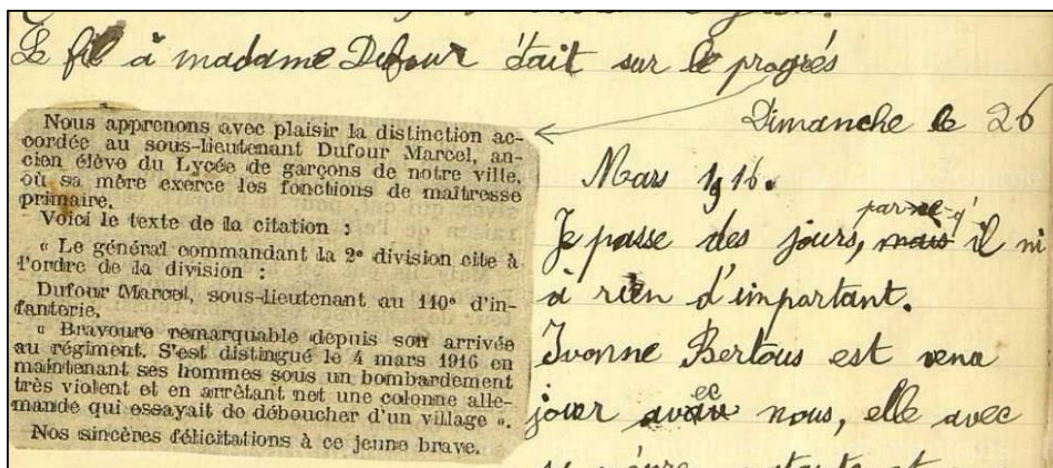 Le fil à madame Dufour était sur le progrés
Nous apprenons avec plaisir la distinction ac-
cordée au sous-lieutenant Dufour Marcel, an-
cien élève du Lycée de garçons de notre ville,
où sa mère exerce les fonctions de maîtresse
primaire.
Voici le texte de la citation :
« Le général commandant la 2e division cite à
l'ordre de la division :
Dufour Marcel, sous-lieutenant au 110e d'in-
fanterie.
« Bravoure remarquable depuis son arrivée
au régiment. S'est distingué le 4 mars 1916 en
maintenant ses hommes sous un bombardement
très violent et en arrêtant net une colonne alle-
mande qui essayait de déboucher d'un village ».
Nos sincères félicitations à ce jeune brave.
Dimanche le 26
Mars 1916.
Je passe des jours, mais par-ce-q' il ni
à rien d'important.
Ivonne Bertous est venu
jouer avec nous, elle avec